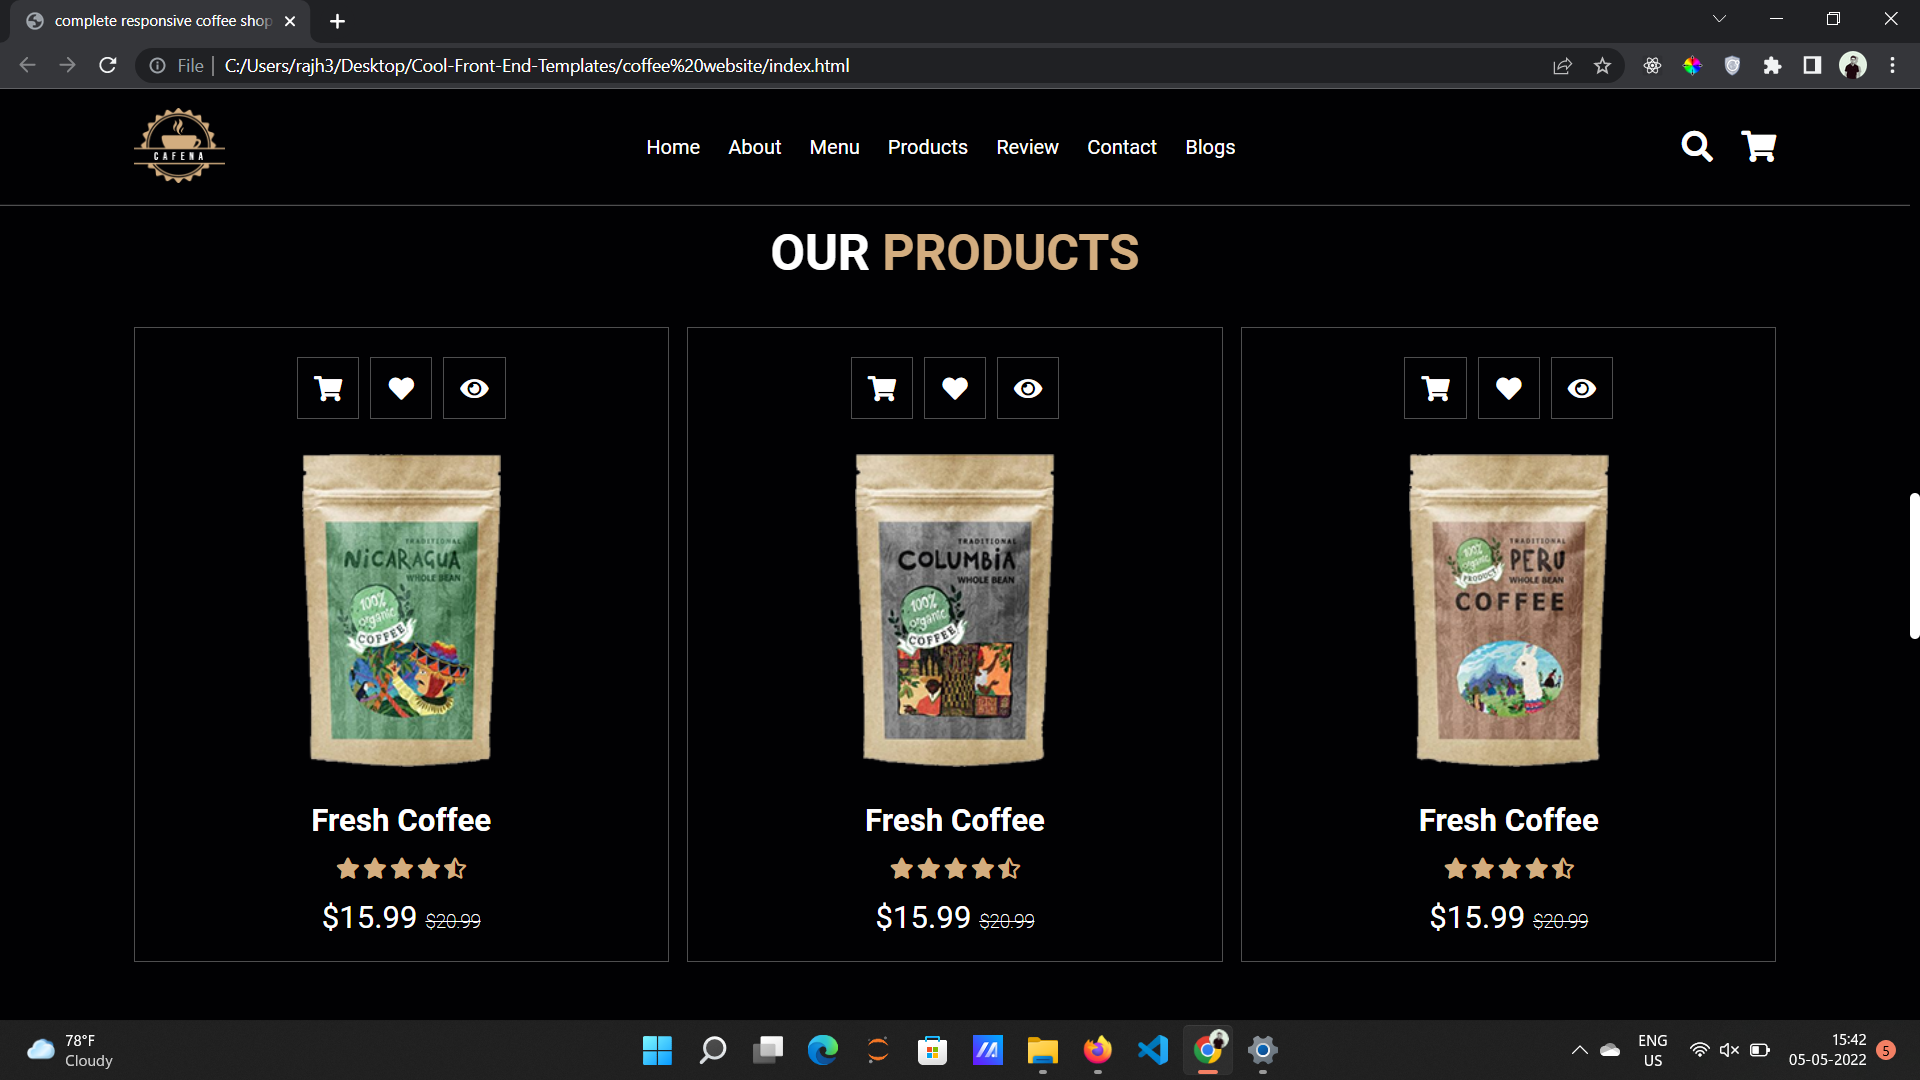 complete responsive coffee shop
File
C:/Users/rajh3/Desktop/Cool-Front-End-Templates/coffee%20website/index.html
CAFENA
Home About Menu Products Review Contact Blogs
OUR PRODUCTS
TRADITIONAL
NiCARAGUA
WHOLE BEAN
100%
organic
COFFEE
Fresh Coffee
$15.99 $20.99
TRADITIONAL
COLUMBiA
WHOLE BEAN
100%
organic
COFFEE
Fresh Coffee
$15.99 $20.99
TRADITIONAL
PERU
WHOLE BEAN
100%
organic
PRODUCT
COFFEE
Fresh Coffee
$15.99 $20.99
78°F
Cloudy
ENG
US
15:42
05-05-2022
5